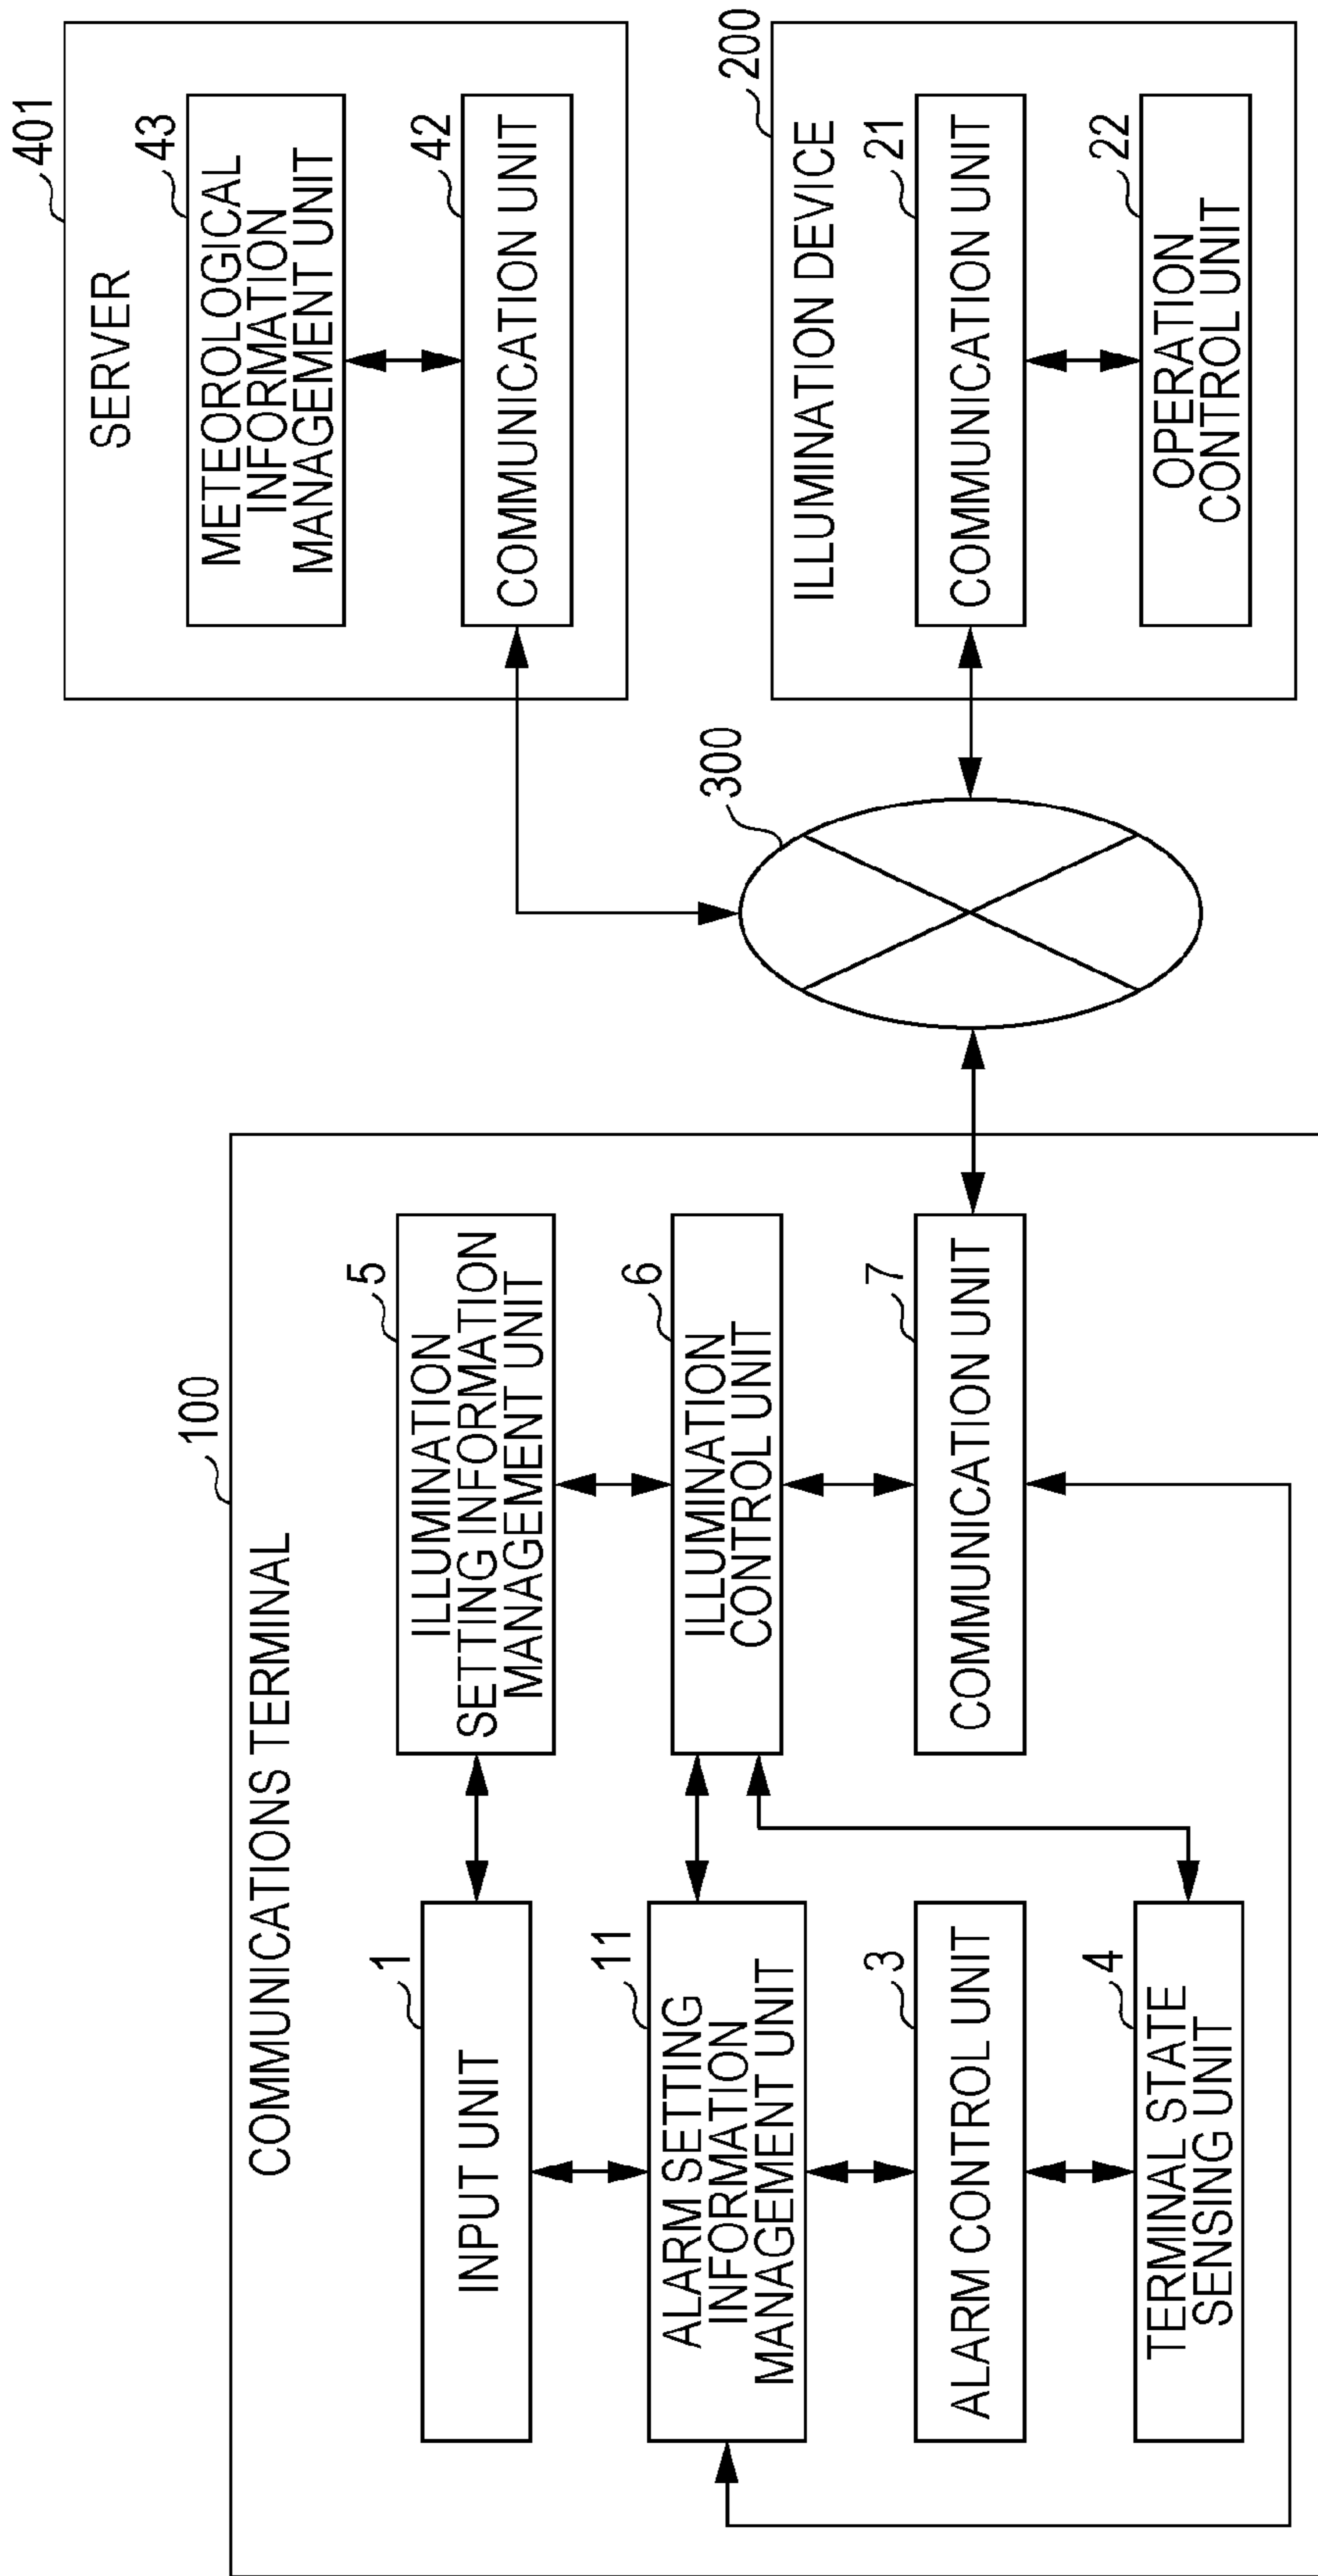 100
COMMUNICATIONS TERMINAL
1
INPUT UNIT
5
ILLUMINATION
SETTING INFORMATION
MANAGEMENT UNIT
11
ALARM SETTING
INFORMATION
MANAGEMENT UNIT
6
ILLUMINATION
CONTROL UNIT
3
ALARM CONTROL UNIT
7
COMMUNICATION UNIT
4
TERMINAL STATE
SENSING UNIT
300
401
SERVER
43
METEOROLOGICAL
INFORMATION
MANAGEMENT UNIT
42
COMMUNICATION UNIT
200
ILLUMINATION DEVICE
21
COMMUNICATION UNIT
22
OPERATION
CONTROL UNIT